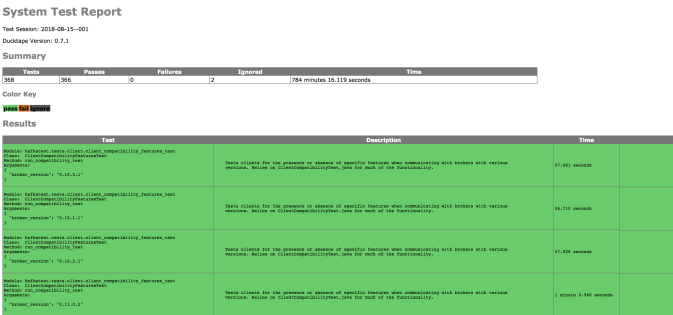 System Test Report
Test Session: 2018-08-15--001
Ducktape Version: 0.7.1
Summary
Tests Passes Failures Ignored Time
368 366 0 2 784 minutes 16.119 seconds
Color Key
pass fail ignore
Results
Test Description Time
Module: kafkatest.tests.client.client_compatibility_features_test
Class: ClientCompatibilityFeaturesTest
Method: run_compatibility_test
Arguments:
{
"broker_version": "0.10.0.1"
}
Tests clients for the presence or absence of specific features when communicating with brokers with various
versions. Relies on ClientCompatibilityTest.java for much of the functionality.
57.061 seconds
Module: kafkatest.tests.client.client_compatibility_features_test
Class: ClientCompatibilityFeaturesTest
Method: run_compatibility_test
Arguments:
{
"broker_version": "0.10.1.1"
}
Tests clients for the presence or absence of specific features when communicating with brokers with various
versions. Relies on ClientCompatibilityTest.java for much of the functionality.
56.710 seconds
Module: kafkatest.tests.client.client_compatibility_features_test
Class: ClientCompatibilityFeaturesTest
Method: run_compatibility_test
Arguments:
{
"broker_version": "0.10.2.1"
}
Tests clients for the presence or absence of specific features when communicating with brokers with various
versions. Relies on ClientCompatibilityTest.java for much of the functionality.
57.939 seconds
Module: kafkatest.tests.client.client_compatibility_features_test
Class: ClientCompatibilityFeaturesTest
Method: run_compatibility_test
Arguments:
{
"broker_version": "0.11.0.2"
}
Tests clients for the presence or absence of specific features when communicating with brokers with various
versions. Relies on ClientCompatibilityTest.java for much of the functionality.
1 minute 0.960 seconds